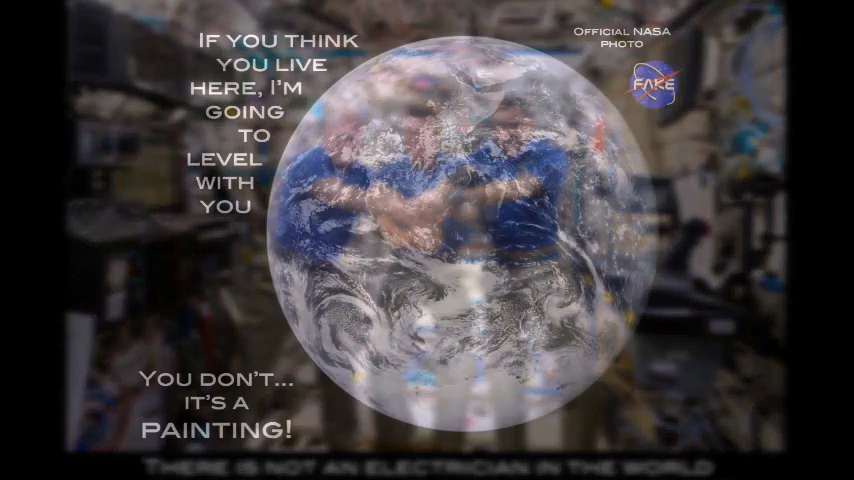 IF YOU THINK
YOU LIVE
HERE, I'M
GOING
TO
LEVEL
WITH
YOU
OFFICIAL NASA
PHOTO
FAKE
YOU DON'T...
IT'S A
PAINTING!
THERE IS NOT AN ELECTRICIAN IN THE WORLD